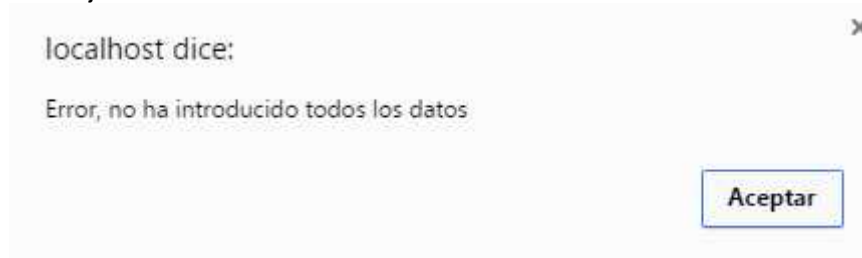 localhost dice:
Error, no ha introducido todos los datos
Aceptar